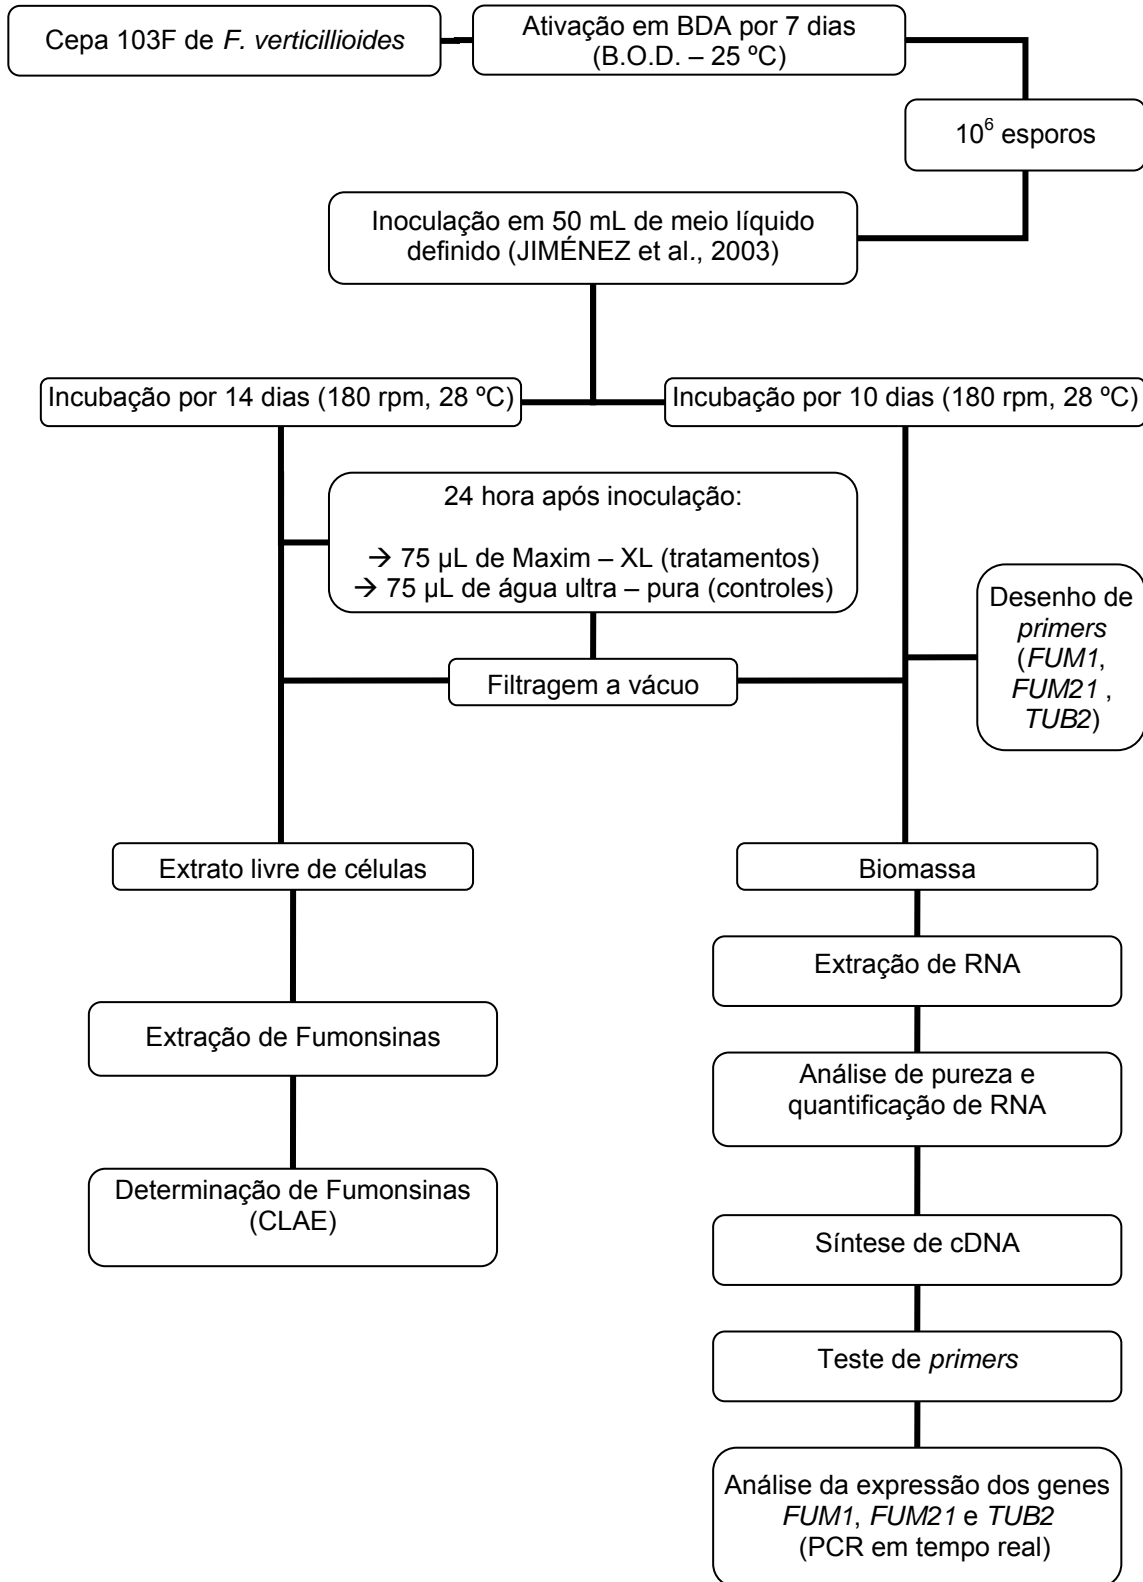 Cepa 103F de F. verticillioides
Ativação em BDA por 7 dias
(B.O.D. – 25 ºC)
10⁶ esporos
Inoculação em 50 mL de meio líquido
definido (JIMÉNEZ et al., 2003)
Incubação por 14 dias (180 rpm, 28 ºC)
Incubação por 10 dias (180 rpm, 28 ºC)
24 hora após inoculação:
→ 75 µL de Maxim – XL (tratamentos)
→ 75 µL de água ultra – pura (controles)
Desenho de
primers
(FUM1,
FUM21 ,
TUB2)
Filtragem a vácuo
Extrato livre de células
Biomassa
Extração de RNA
Extração de Fumonsinas
Análise de pureza e
quantificação de RNA
Determinação de Fumonsinas
(CLAE)
Síntese de cDNA
Teste de primers
Análise da expressão dos genes
FUM1, FUM21 e TUB2
(PCR em tempo real)